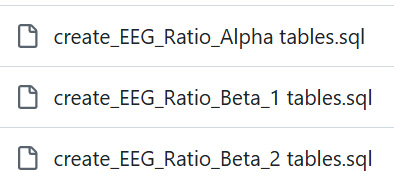 create_EEG_Ratio_Alpha tables.sql
create_EEG_Ratio_Beta_1 tables.sql
create_EEG_Ratio_Beta_2 tables.sql